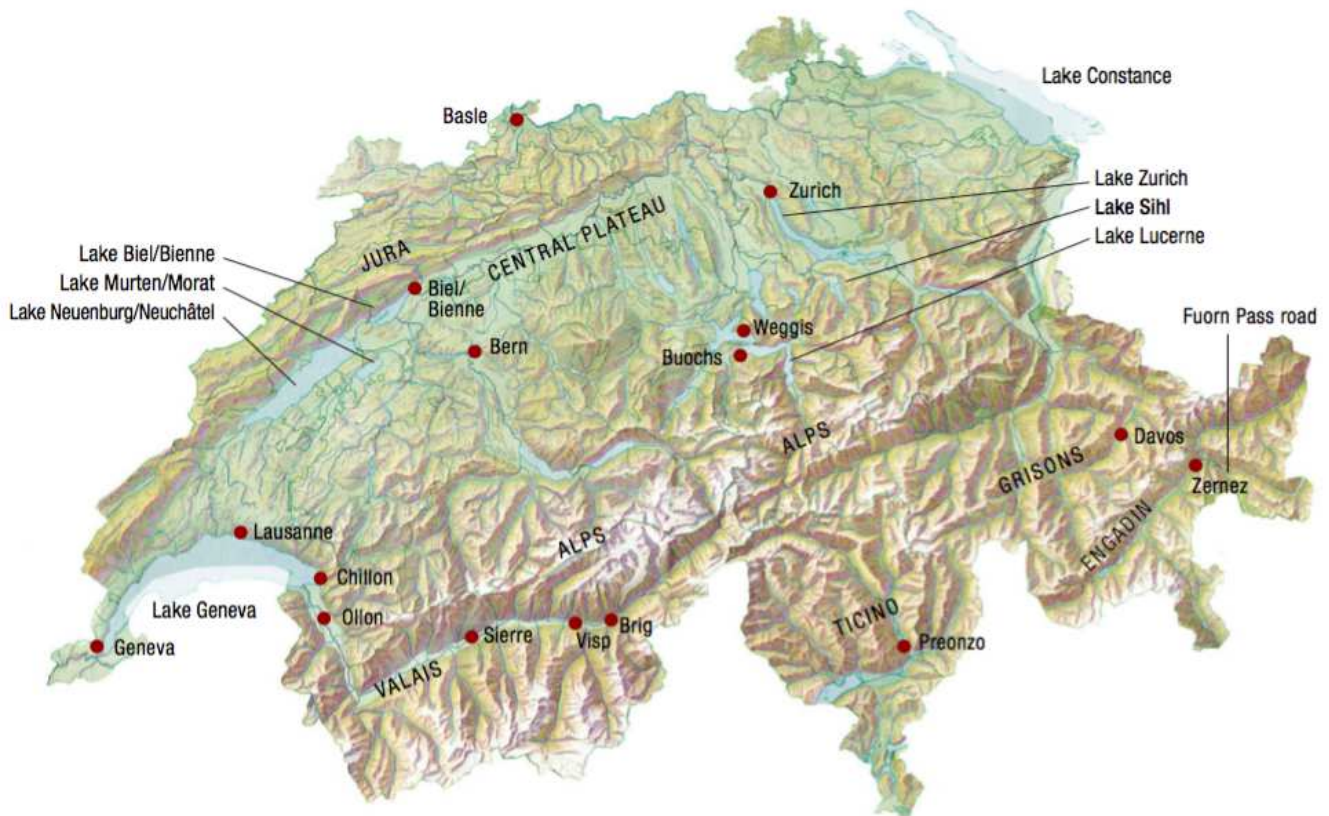 Lake Constance
Basle
Zurich
Lake Zurich
Lake Sihl
Lake Lucerne
JURA
CENTRAL PLATEAU
Lake Biel/Bienne
Lake Murten/Morat
Lake Neuenburg/Neuchâtel
Biel/
Bienne
Bern
Weggis
Buochs
Fuorn Pass road
ALPS
Davos
GRISONS
Zernez
ENGADIN
Lausanne
ALPS
Chillon
Lake Geneva
Ollon
Geneva
Sierre
Visp
Brig
VALAIS
TICINO
Preonzo